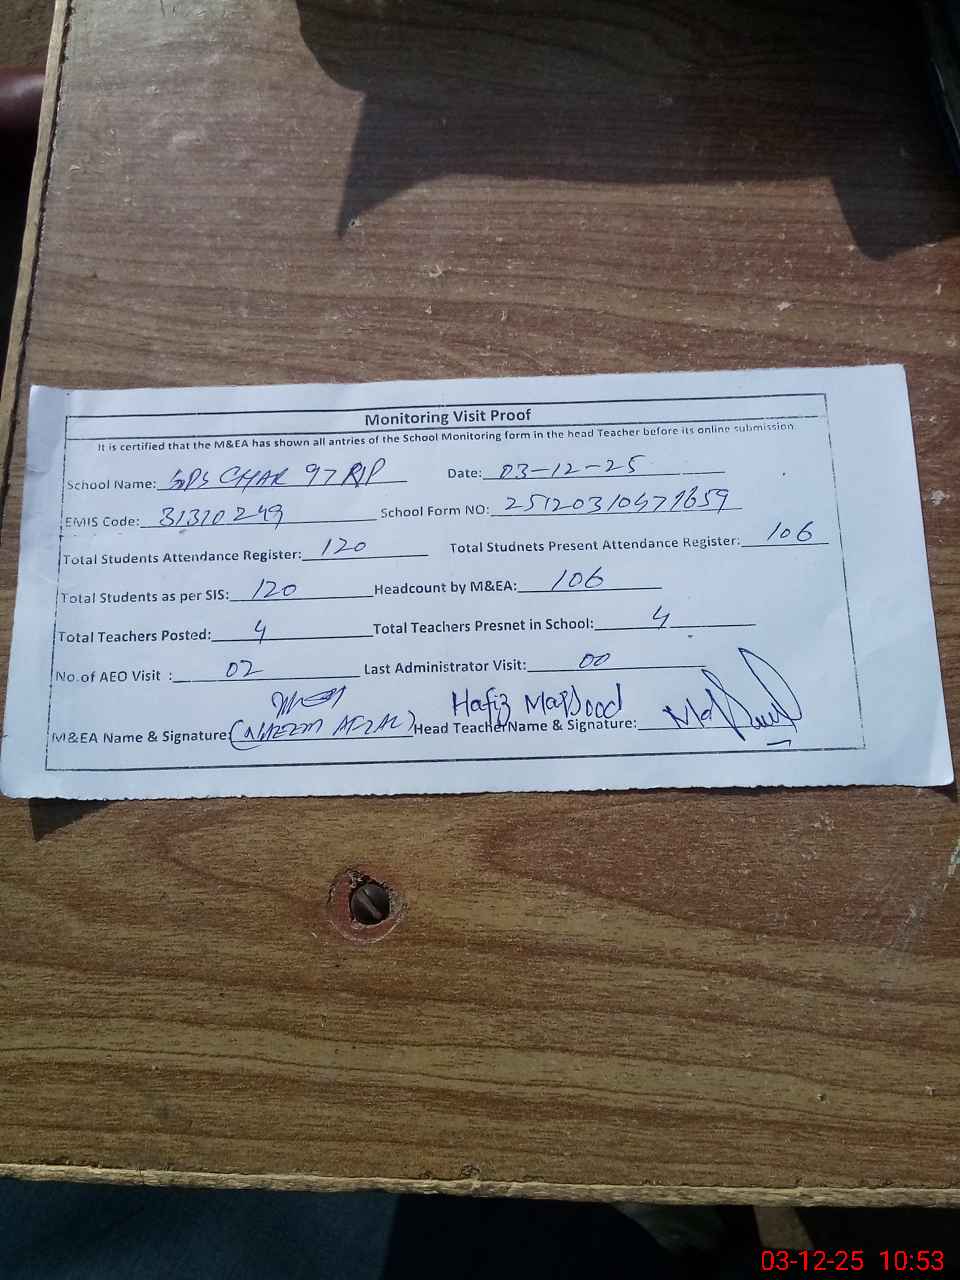 Monitoring Visit Proof
It is certified that the M&EA has shown all antries of the School Monitoring form in the head Teacher before its online submission.
School Name: GPS CHAK 97 RIP Date: 03-12-25
EMIS Code: 31310249 School Form NO:
Total Students Attendance Register: 120 Total Studnets Present Attendance Register: 106
Total Students as per SIS: 120 Headcount by M&EA: 106
Total Teachers Posted: 4 Total Teachers Presnet in School: 4
No.of AEO Visit : 02 Last Administrator Visit: 00
M&EA Name & Signature: (NAEEM AFZAL) Head TeacherName & Signature: Hafiz Maqsood
03-12-25 10:53